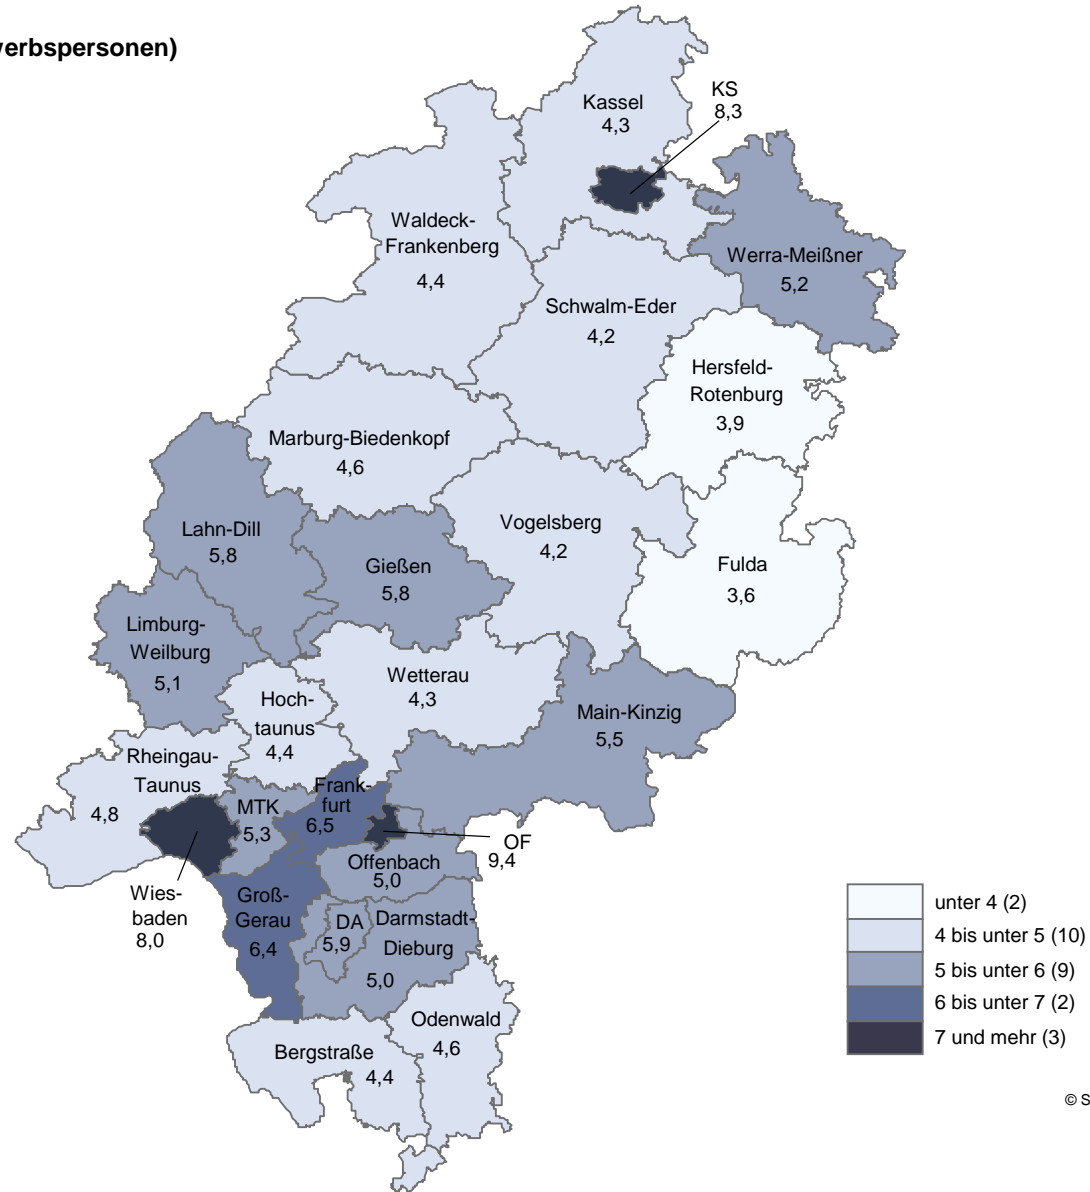 verbspersonen)
Kassel
4,3
KS
8,3
Waldeck-
Frankenberg
4,4
Werra-Meißner
5,2
Schwalm-Eder
4,2
Hersfeld-
Rotenburg
3,9
Marburg-Biedenkopf
4,6
Lahn-Dill
5,8
Gießen
5,8
Vogelsberg
4,2
Fulda
3,6
Limburg-
Weilburg
5,1
Hoch-
taunus
4,4
Wetterau
4,3
Main-Kinzig
5,5
Rheingau-
Taunus
4,8
MTK
5,3
Frank-
furt
6,5
OF
9,4
Offenbach
5,0
Wies-
baden
8,0
Groß-
Gerau
6,4
DA
5,9
Darmstadt-
Dieburg
5,0
Odenwald
4,6
Bergstraße
4,4
unter 4 (2)
4 bis unter 5 (10)
5 bis unter 6 (9)
6 bis unter 7 (2)
7 und mehr (3)
© S